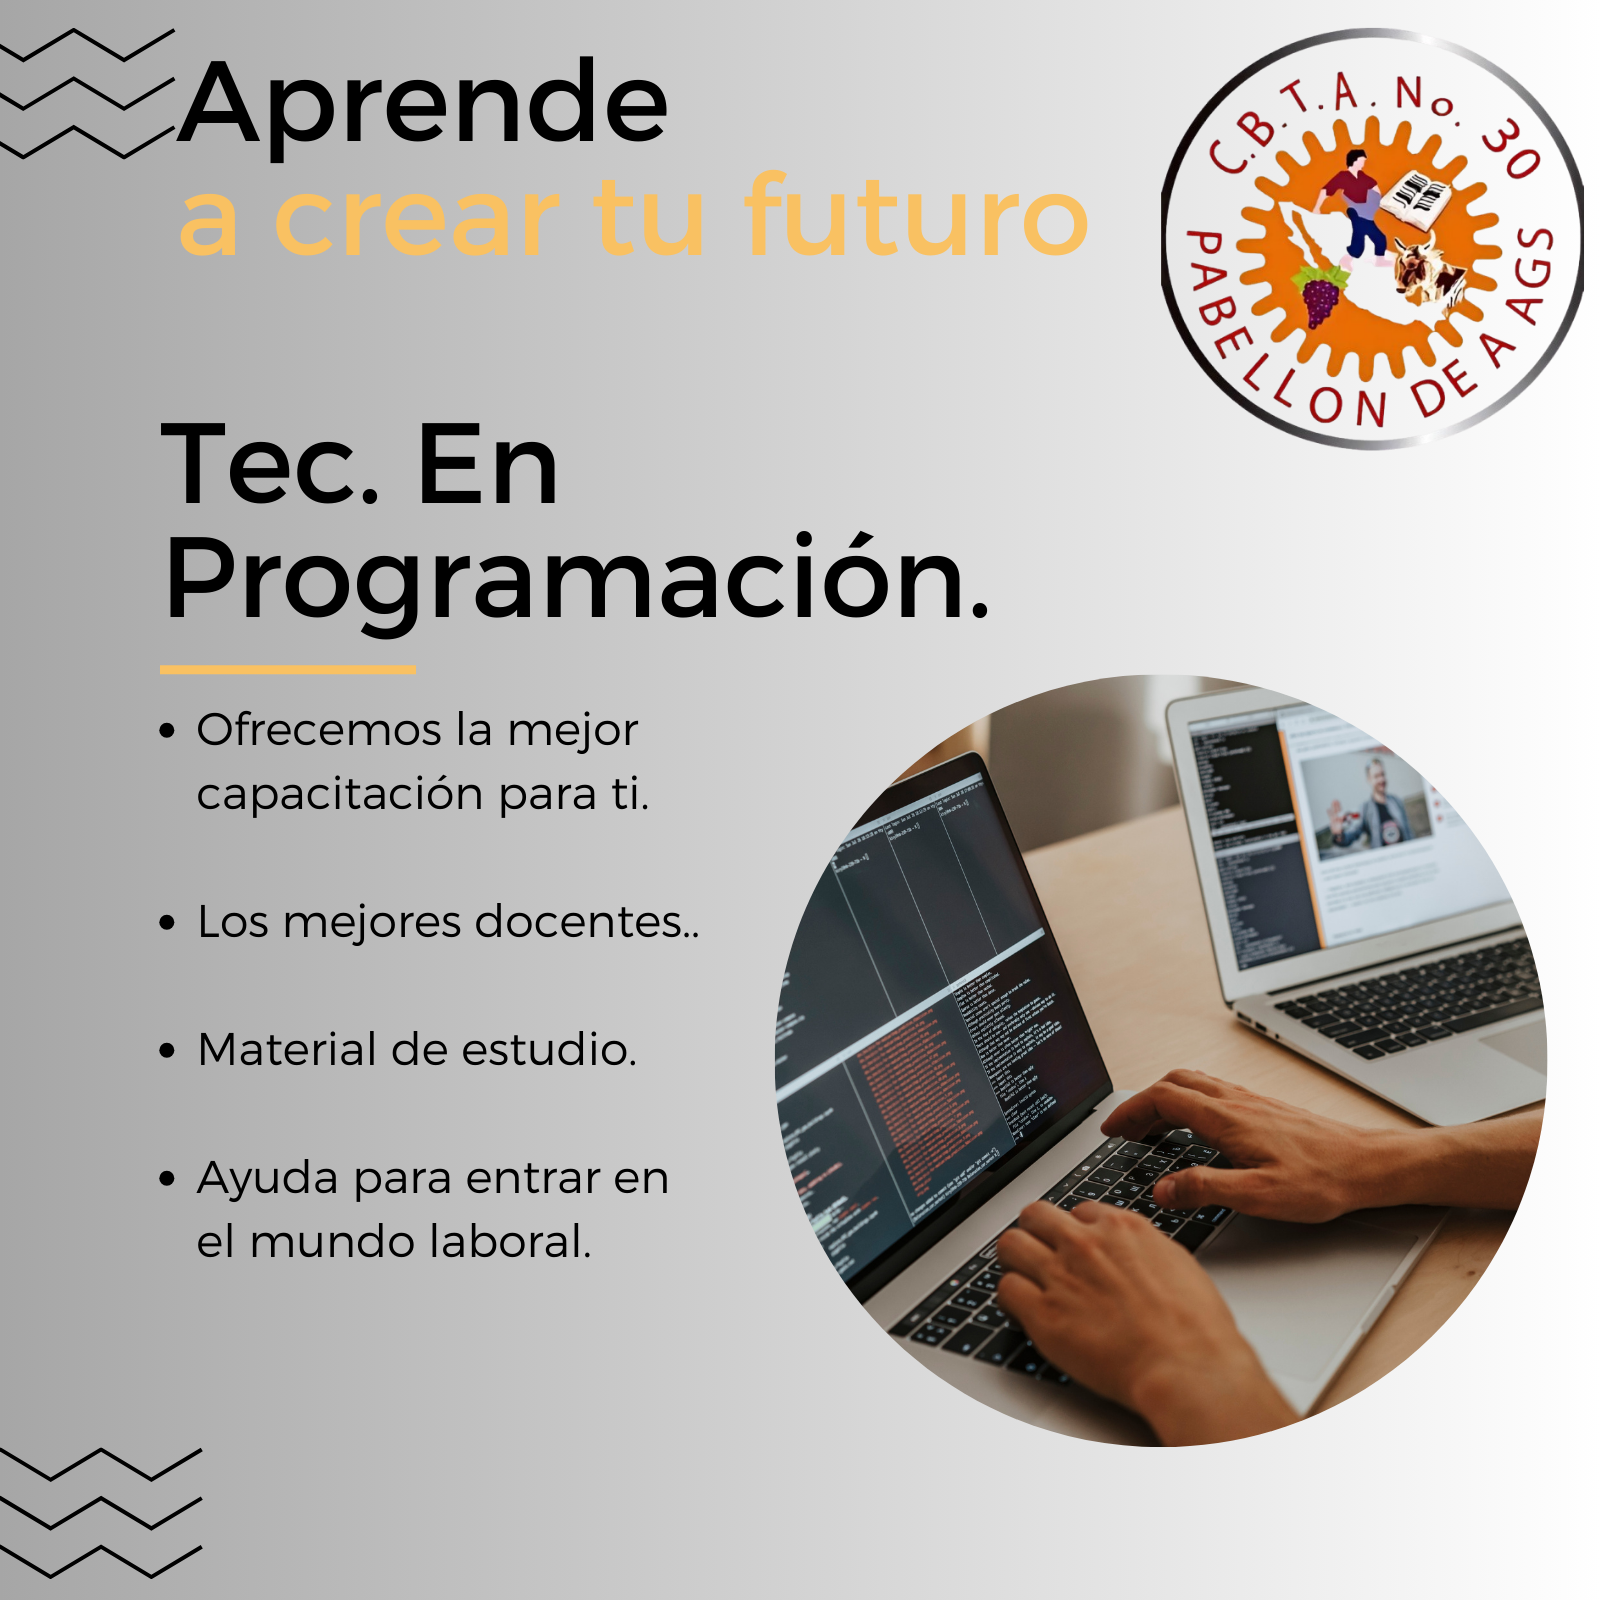 Aprende
a crear tu futuro
C.B.T.A. No. 30
PABELLON DE A AGS
Tec. En
Programación.
• Ofrecemos la mejor
capacitación para ti.
• Los mejores docentes..
• Material de estudio.
• Ayuda para entrar en
el mundo laboral.